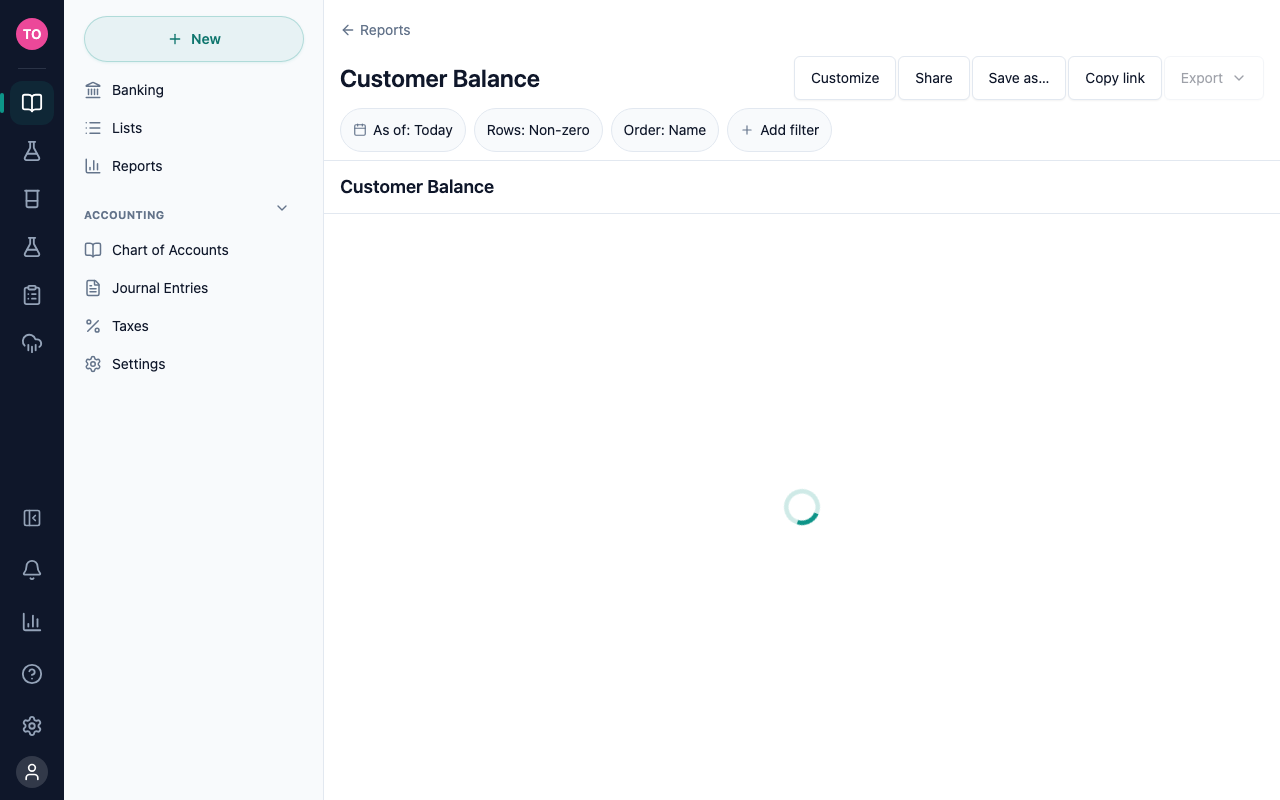 TO
New
Banking
Lists
Reports
ACCOUNTING
Chart of Accounts
Journal Entries
Taxes
Settings
Reports
Customer Balance
Customize
Share
Save as...
Copy link
Export
As of: Today
Rows: Non-zero
Order: Name
Add filter
Customer Balance